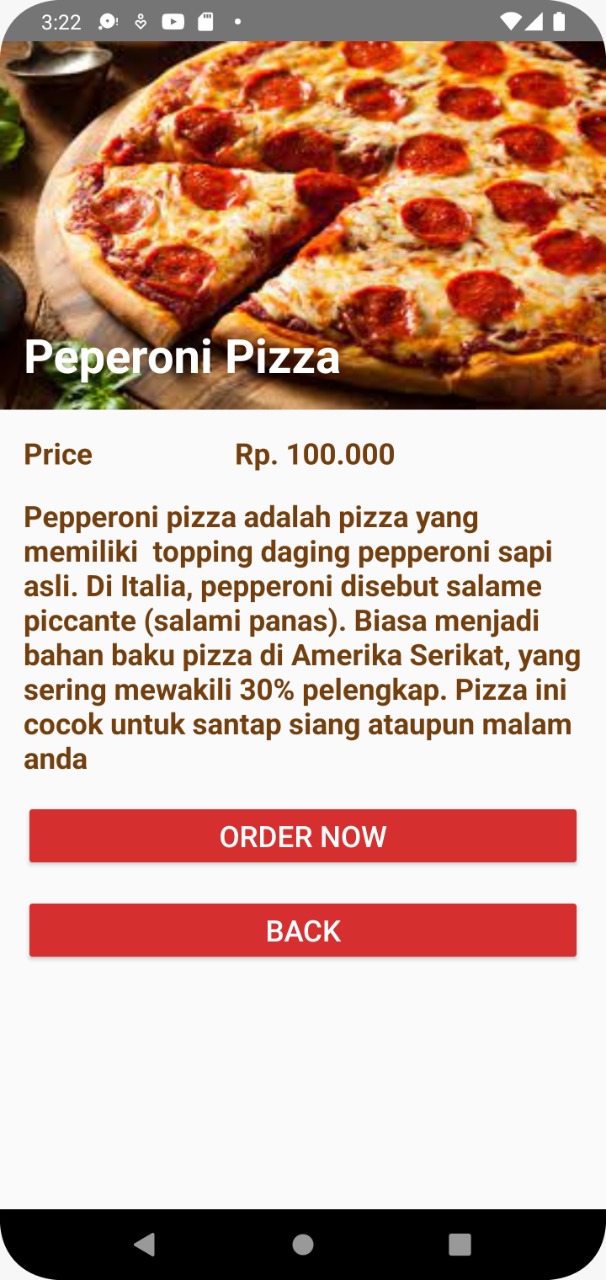 3:22
Peperoni Pizza
Price Rp. 100.000
Pepperoni pizza adalah pizza yang
memiliki  topping daging pepperoni sapi
asli. Di Italia, pepperoni disebut salame
piccante (salami panas). Biasa menjadi
bahan baku pizza di Amerika Serikat, yang
sering mewakili 30% pelengkap. Pizza ini
cocok untuk santap siang ataupun malam
anda
ORDER NOW
BACK